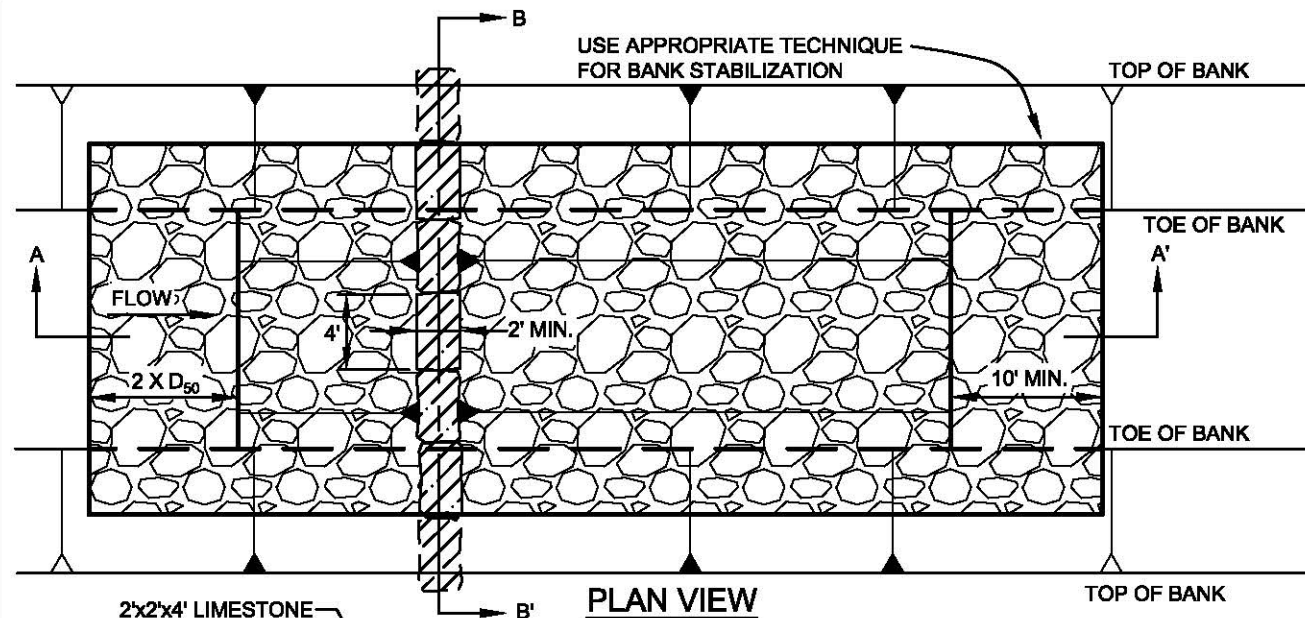 B
USE APPROPRIATE TECHNIQUE
FOR BANK STABILIZATION
TOP OF BANK
TOE OF BANK
A
A'
FLOW
4'
2' MIN.
2 X D₅₀
10' MIN.
TOE OF BANK
TOP OF BANK
PLAN VIEW
2'x2'x4' LIMESTONE
B'